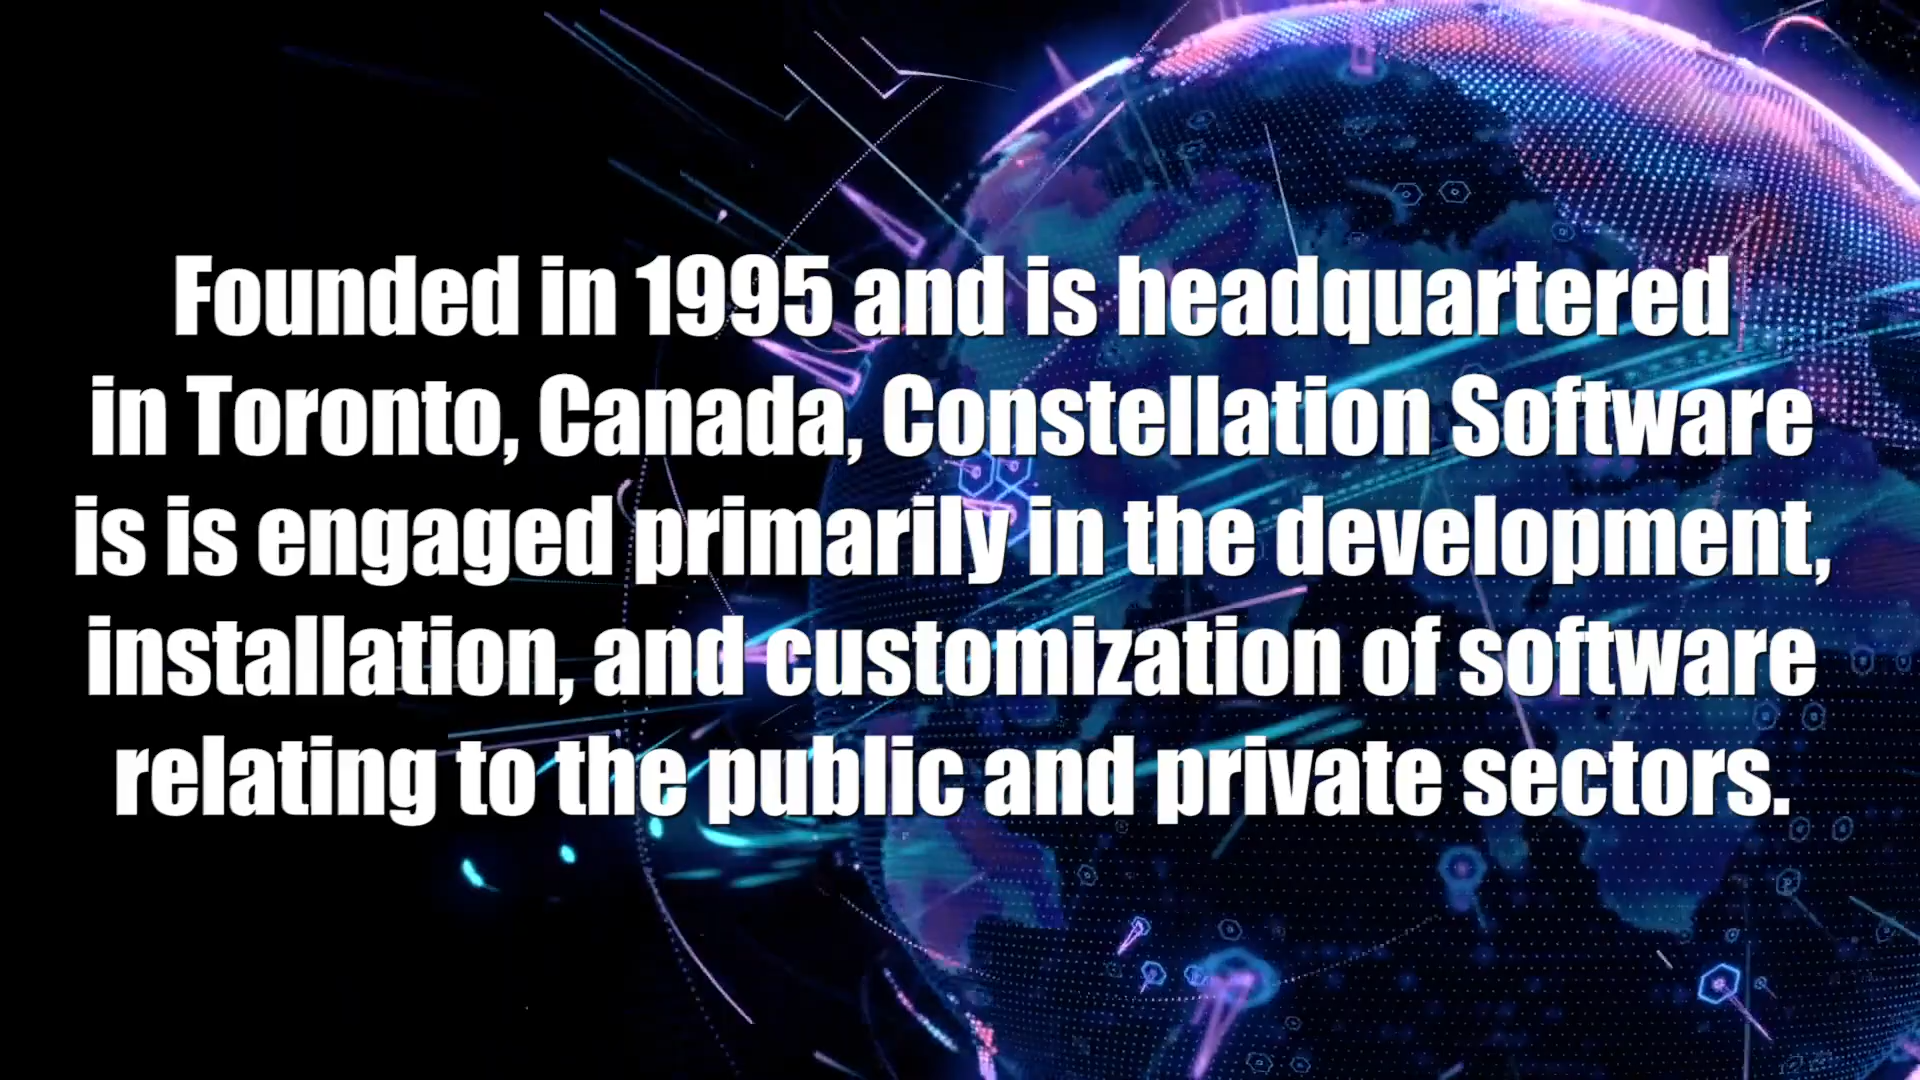 Founded in 1995 and is headquartered
in Toronto, Canada, Constellation Software
is is engaged primarily in the development,
installation, and customization of software
relating to the public and private sectors.